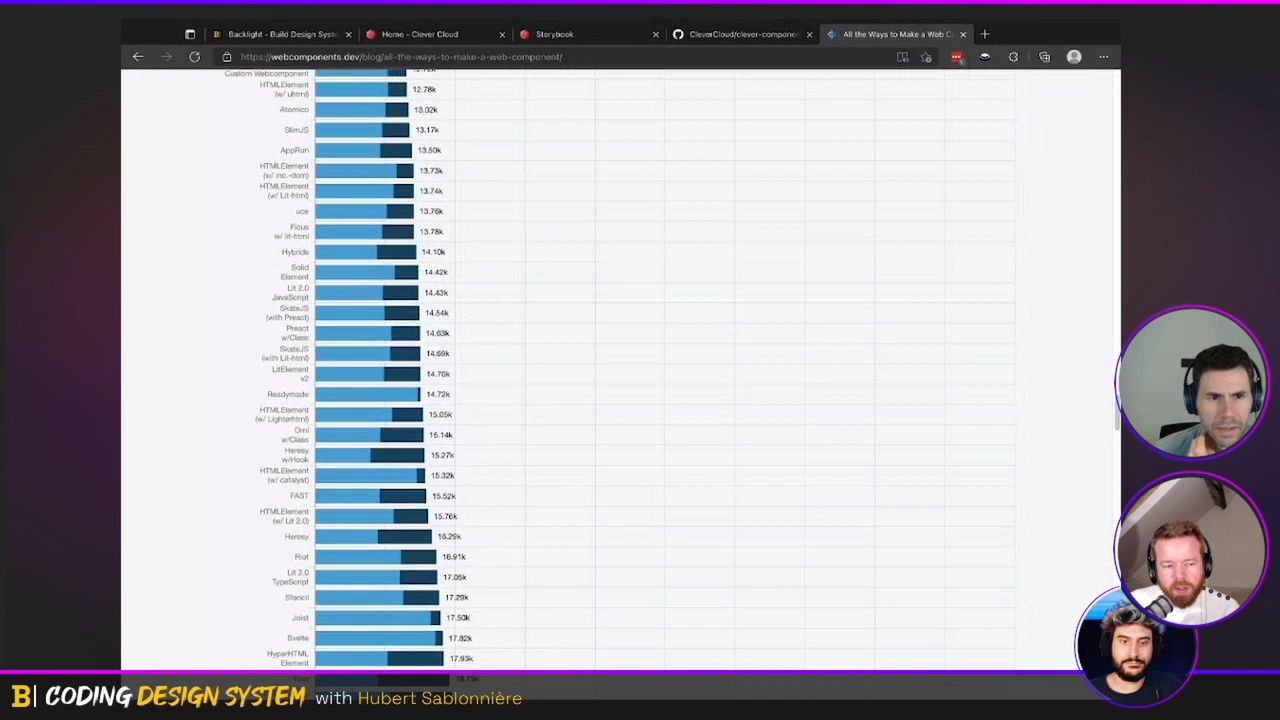 Backlight - Build Design Syste
Home - Clever Cloud
Storybook
CleverCloud/clever-componen
All the Ways to Make a Web C
https://webcomponents.dev/blog/all-the-ways-to-make-a-web-component/
Custom Webcomponent 12.72k
HTMLElement
(w/ uhtml) 12.78k
Atomico 13.02k
SlimJS 13.17k
AppRun 13.50k
HTMLElement
(w/ inc.-dom) 13.73k
HTMLElement
(w/ Lit-html) 13.74k
uce 13.76k
Ficus
w/ lit-html 13.78k
Hybrids 14.10k
Solid
Element 14.42k
Lit 2.0
JavaScript 14.43k
SkateJS
(with Preact) 14.54k
Preact
w/Class 14.63k
SkateJS
(with Lit-html) 14.69k
LitElement
v2 14.70k
Readymade 14.72k
HTMLElement
(w/ Lighterhtml) 15.05k
Omi
w/Class 15.14k
Heresy
w/Hook 15.27k
HTMLElement
(w/ catalyst) 15.32k
FAST 15.52k
HTMLElement
(w/ Lit 2.0) 15.76k
Heresy 16.29k
Riot 16.91k
Lit 2.0
TypeScript 17.05k
Stencil 17.29k
Joist 17.50k
Svelte 17.82k
HyperHTML
Element 17.93k
B| CODING DESIGN SYSTEM with Hubert Sablonnière